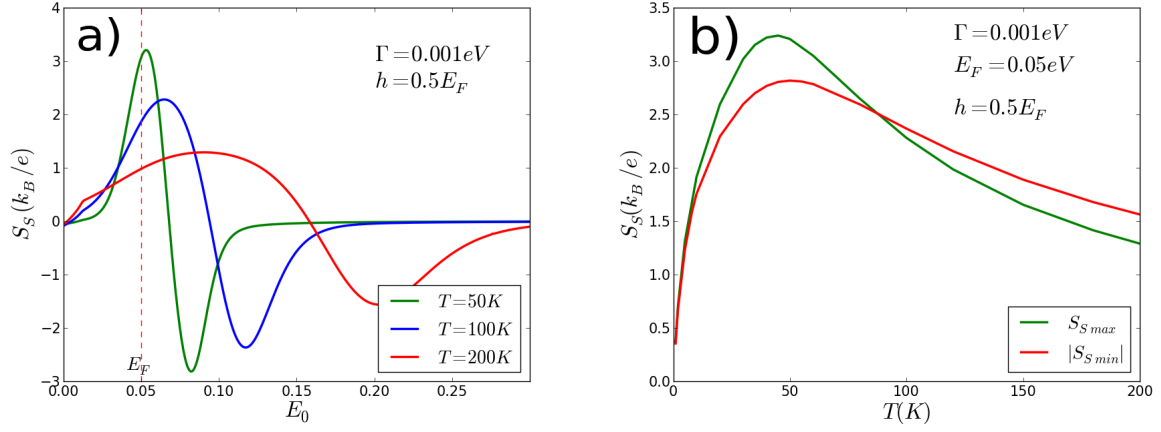 a)
Γ=0.001eV
h=0.5E_F
S_S(k_B/e)
4
3
2
1
0
−1
−2
−3
E_F
T=50K
T=100K
T=200K
0.00 0.05 0.10 0.15 0.20 0.25
E_0
b)
Γ=0.001eV
E_F=0.05eV
h=0.5E_F
S_S(k_B/e)
3.5
3.0
2.5
2.0
1.5
1.0
0.5
0.0
S_{S max}
|S_{S min}|
0 50 100 150 200
T(K)